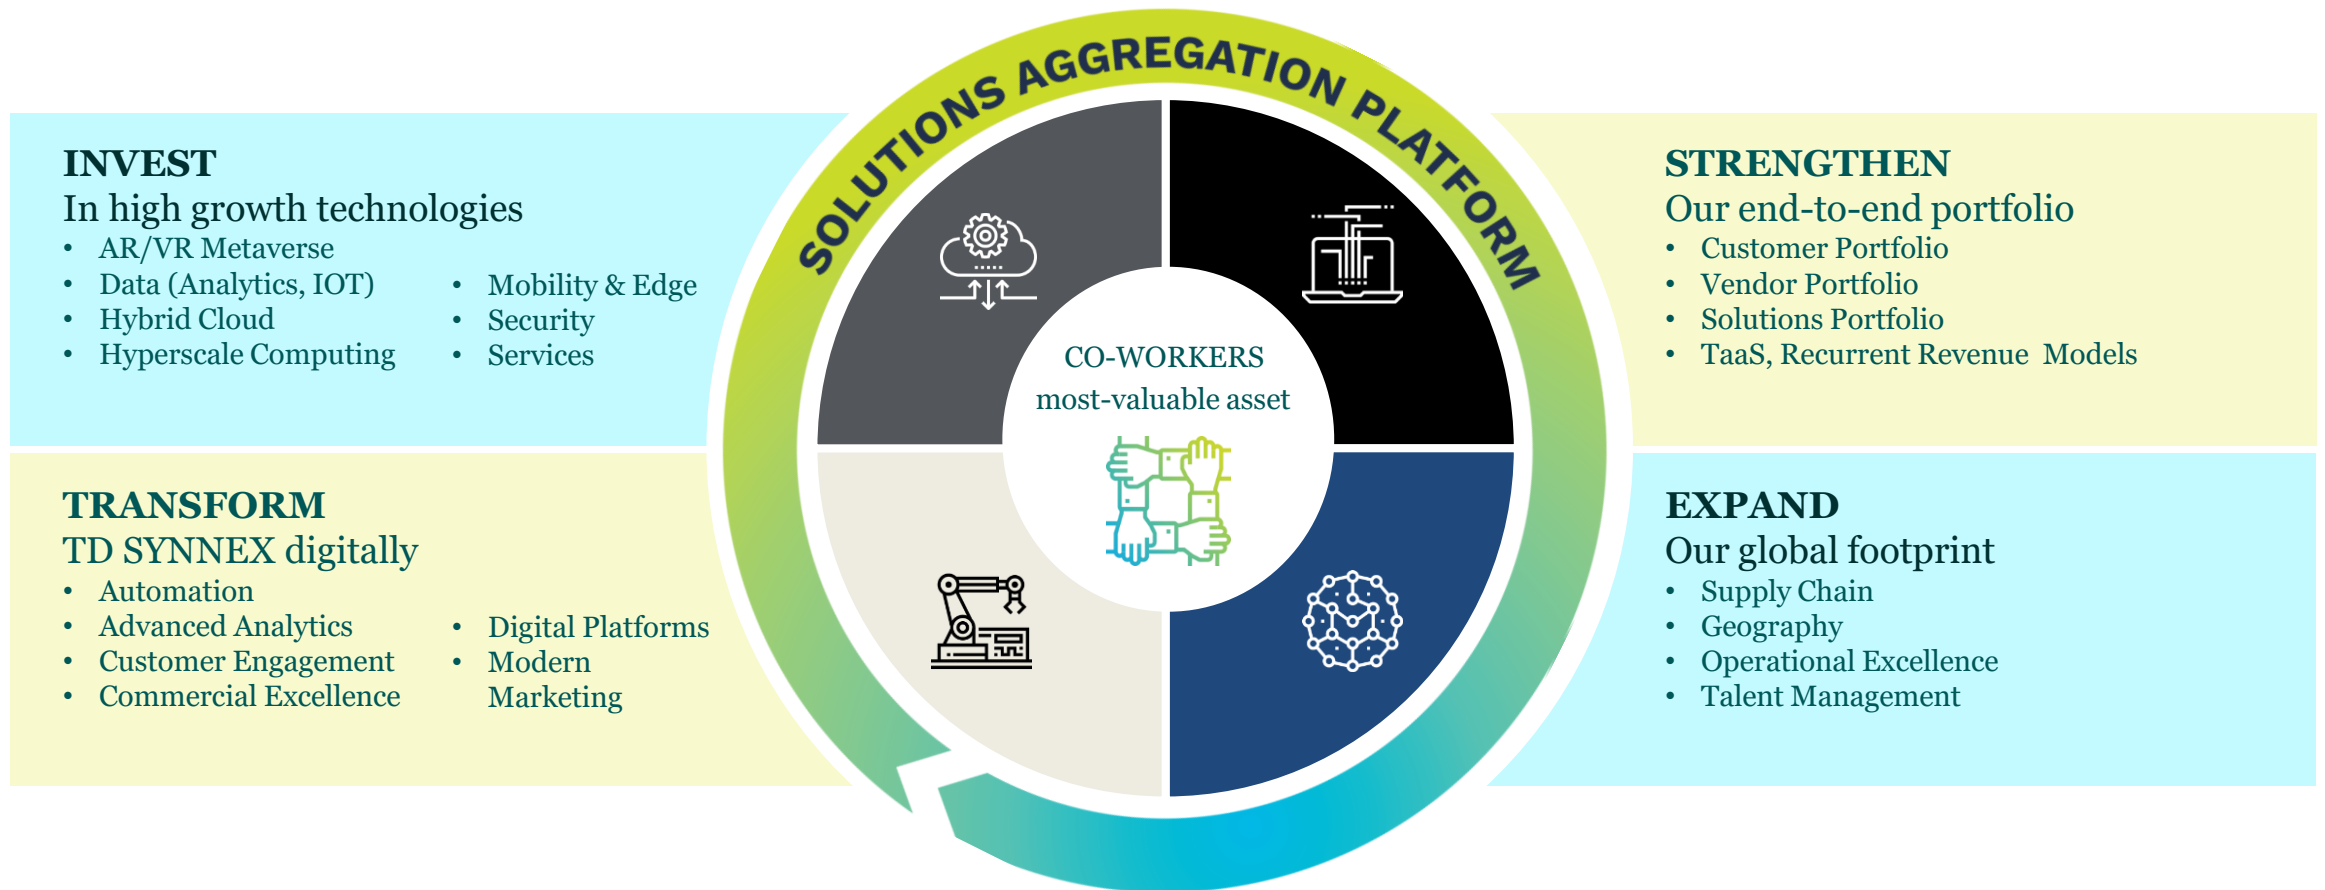 SOLUTIONS AGGREGATION PLATFORM
INVEST
In high growth technologies
• AR/VR Metaverse
• Data (Analytics, IOT)
• Hybrid Cloud
• Hyperscale Computing
• Mobility & Edge
• Security
• Services
STRENGTHEN
Our end-to-end portfolio
• Customer Portfolio
• Vendor Portfolio
• Solutions Portfolio
• TaaS, Recurrent Revenue  Models
CO-WORKERS
most-valuable asset
TRANSFORM
TD SYNNEX digitally
• Automation
• Advanced Analytics
• Customer Engagement
• Commercial Excellence
• Digital Platforms
• Modern
Marketing
EXPAND
Our global footprint
• Supply Chain
• Geography
• Operational Excellence
• Talent Management